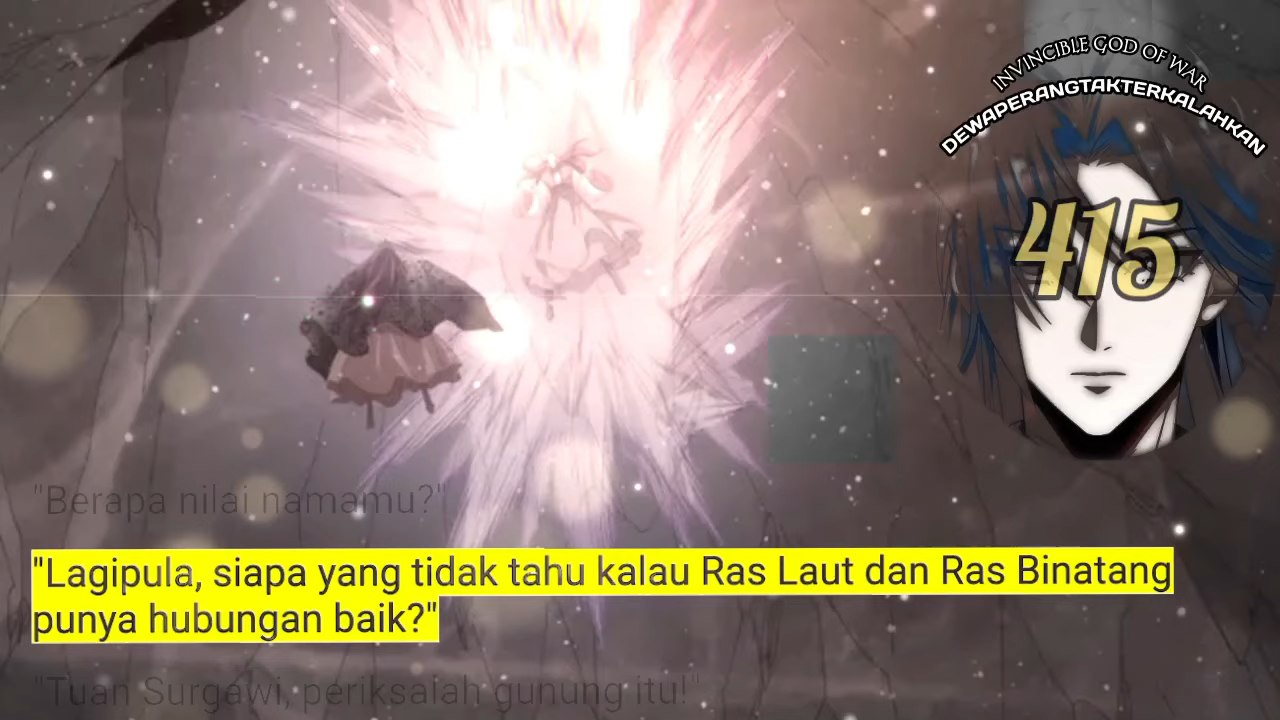 INVINCIBLE GOD OF WAR
DEWAPERANGTAKTERKALAHKAN
415
"Berapa nilai namamu?"
"Lagipula, siapa yang tidak tahu kalau Ras Laut dan Ras Binatang
punya hubungan baik?"
"Tuan Surgawi, periksalah gunung itu!"